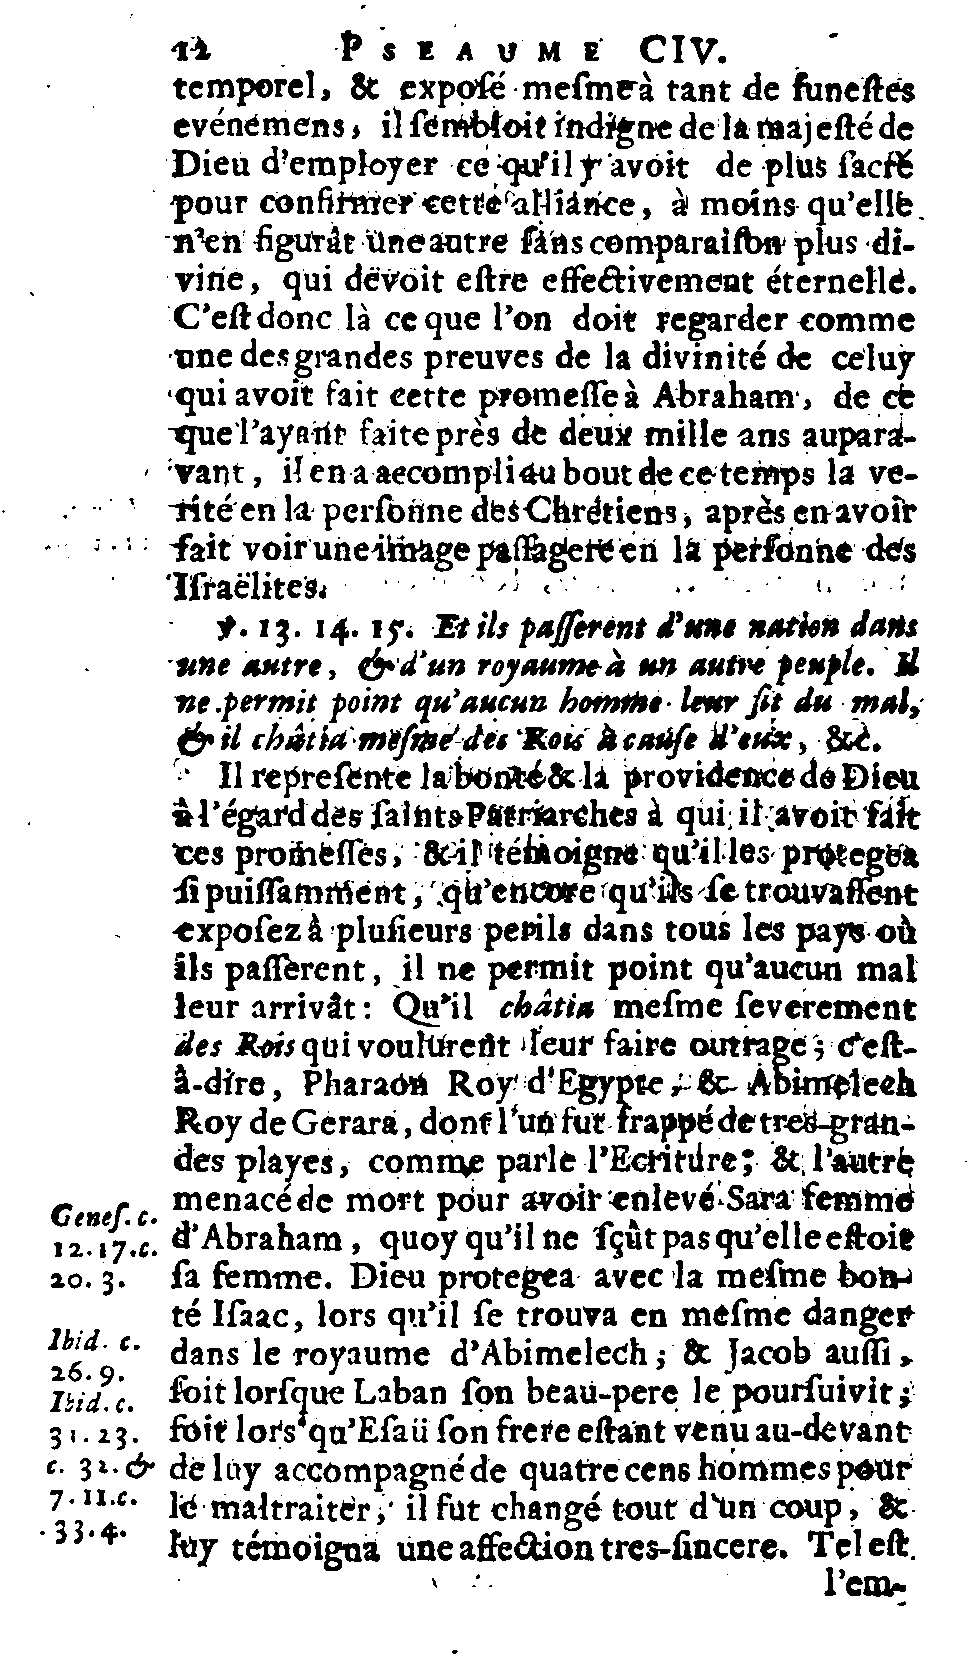 12 PSEAUME CIV.
temporel, & exposé mesme à tant de funestes
evénemens, il sembloit indigne de la majesté de
Dieu d'employer ce qu'il y avoit de plus sacré
pour confirmer cette alliance, à moins qu'elle
n'en figurât une autre sans comparaison plus di-
vine, qui devoit estre effectivement éternelle.
C'est donc là ce que l'on doit regarder comme
une des grandes preuves de la divinité de celuy
qui avoit fait cette promesse à Abraham, de ce
que l'ayant faite près de deux mille ans aupara-
vant, il en a accompli au bout de ce temps la ve-
rité en la personne des Chrétiens, après en avoir
fait voir une image passagere en la personne des
Israëlites.
℣. 13. 14. 15. Et ils passerent d'une nation dans
une autre, & d'un royaume à un autre peuple. Il
ne permit point qu'aucun homme leur fit du mal,
& il châtia mesme des Rois à cause d'eux, &c.
Il represente la bonté & la providence de Dieu
à l'égard des saints Patriarches à qui il avoit fait
ces promesses, & il témoigne qu'il les protegea
si puissamment, qu'encore qu'ils se trouvassent
exposez à plusieurs perils dans tous les pays où
ils passerent, il ne permit point qu'aucun mal
leur arrivât: Qu'il châtia mesme severement
des Rois qui voulurent leur faire outrage; c'est-
à-dire, Pharaon Roy d'Egypte, & Abimelech
Roy de Gerara, dont l'un fut frappé de tres-gran-
des playes, comme parle l'Ecriture; & l'autre
menacé de mort pour avoir enlevé Sara femme
d'Abraham, quoy qu'il ne sçût pas qu'elle estoit
sa femme. Dieu protegea avec la mesme bon-
té Isaac, lors qu'il se trouva en mesme danger
dans le royaume d'Abimelech; & Jacob aussi,
soit lorsque Laban son beau-pere le poursuivit;
soit lors qu'Esaü son frere estant venu au-devant
de luy accompagné de quatre cens hommes pour
le maltraiter, il fut changé tout d'un coup, &
luy témoigna une affection tres-sincere. Tel est
l'em-
Genes. c.
12. 17. c.
20. 3.
Ibid. c.
26. 9.
Ibid. c.
31. 23.
c. 32. &
7. 11. c.
33. 4.